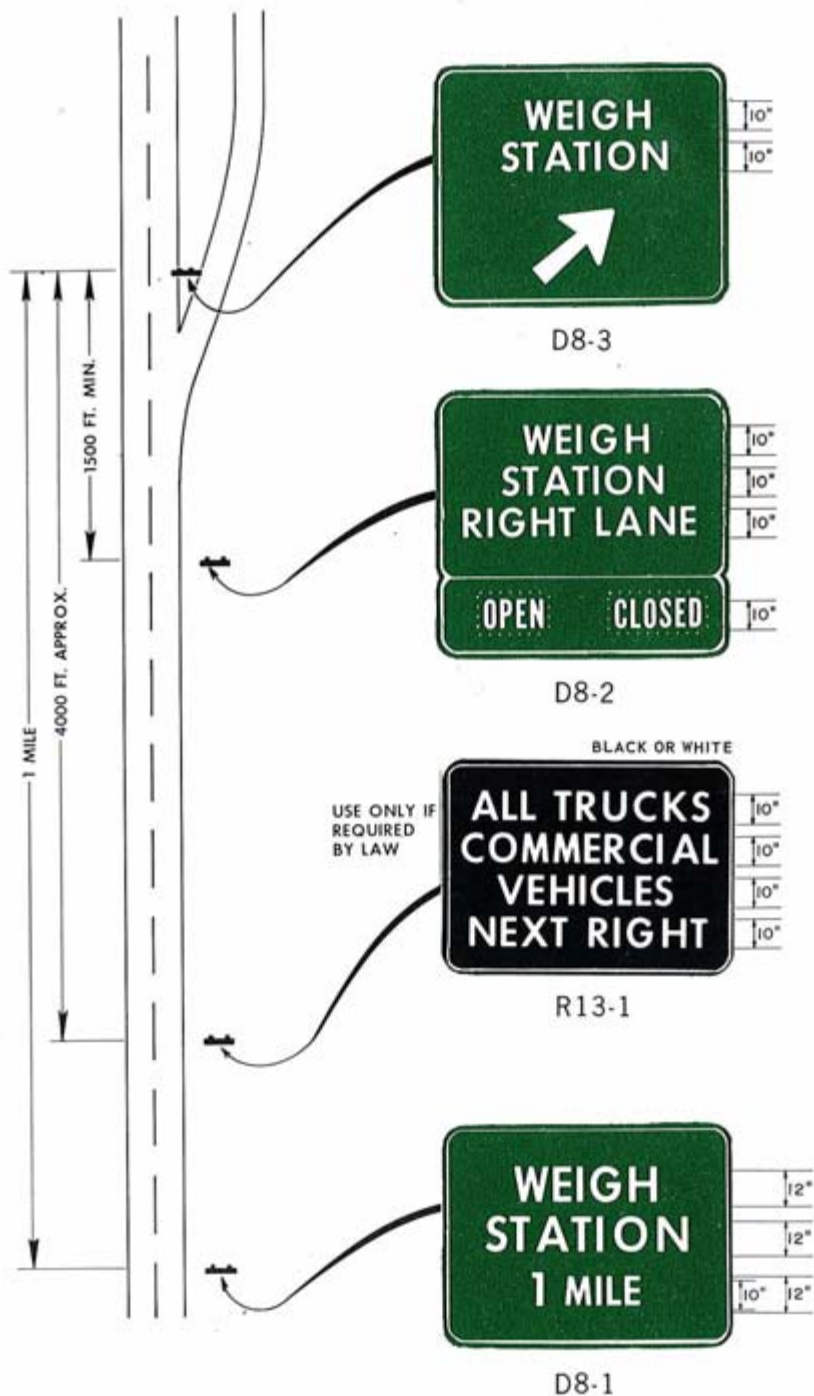 WEIGH
STATION
10"
10"
D8-3
WEIGH
STATION
RIGHT LANE
OPEN CLOSED
10"
10"
10"
10"
D8-2
1500 FT. MIN.
4000 FT. APPROX.
1 MILE
BLACK OR WHITE
USE ONLY IF
REQUIRED
BY LAW
ALL TRUCKS
COMMERCIAL
VEHICLES
NEXT RIGHT
10"
10"
10"
10"
R13-1
WEIGH
STATION
1 MILE
12"
12"
10" 12"
D8-1